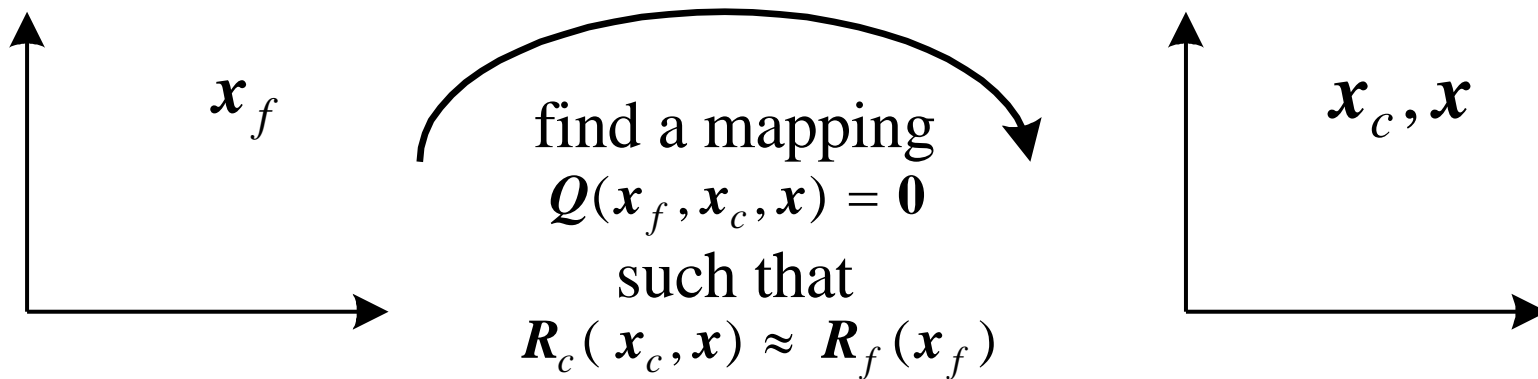 x_f
find a mapping
Q(x_f, x_c, x) = 0
such that
R_c(x_c, x) ≈ R_f(x_f)
x_c, x